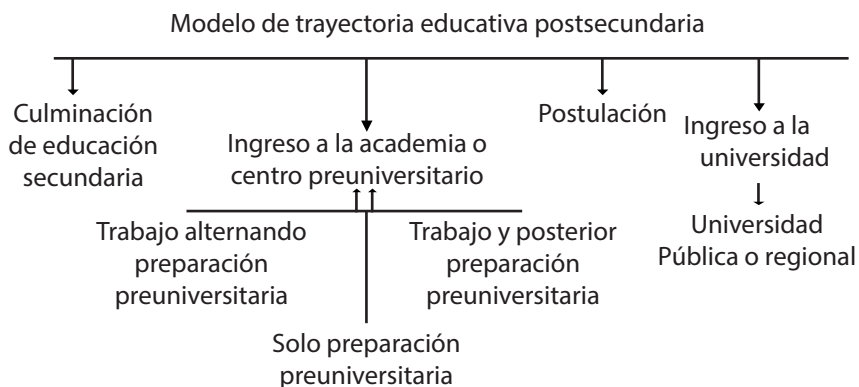 Modelo de trayectoria educativa postsecundaria
Culminación
de educación
secundaria
Ingreso a la academia o
centro preuniversitario
Postulación
Ingreso a la
universidad
Universidad
Pública o regional
Trabajo alternando
preparación
preuniversitaria
Trabajo y posterior
preparación
preuniversitaria
Solo preparación
preuniversitaria